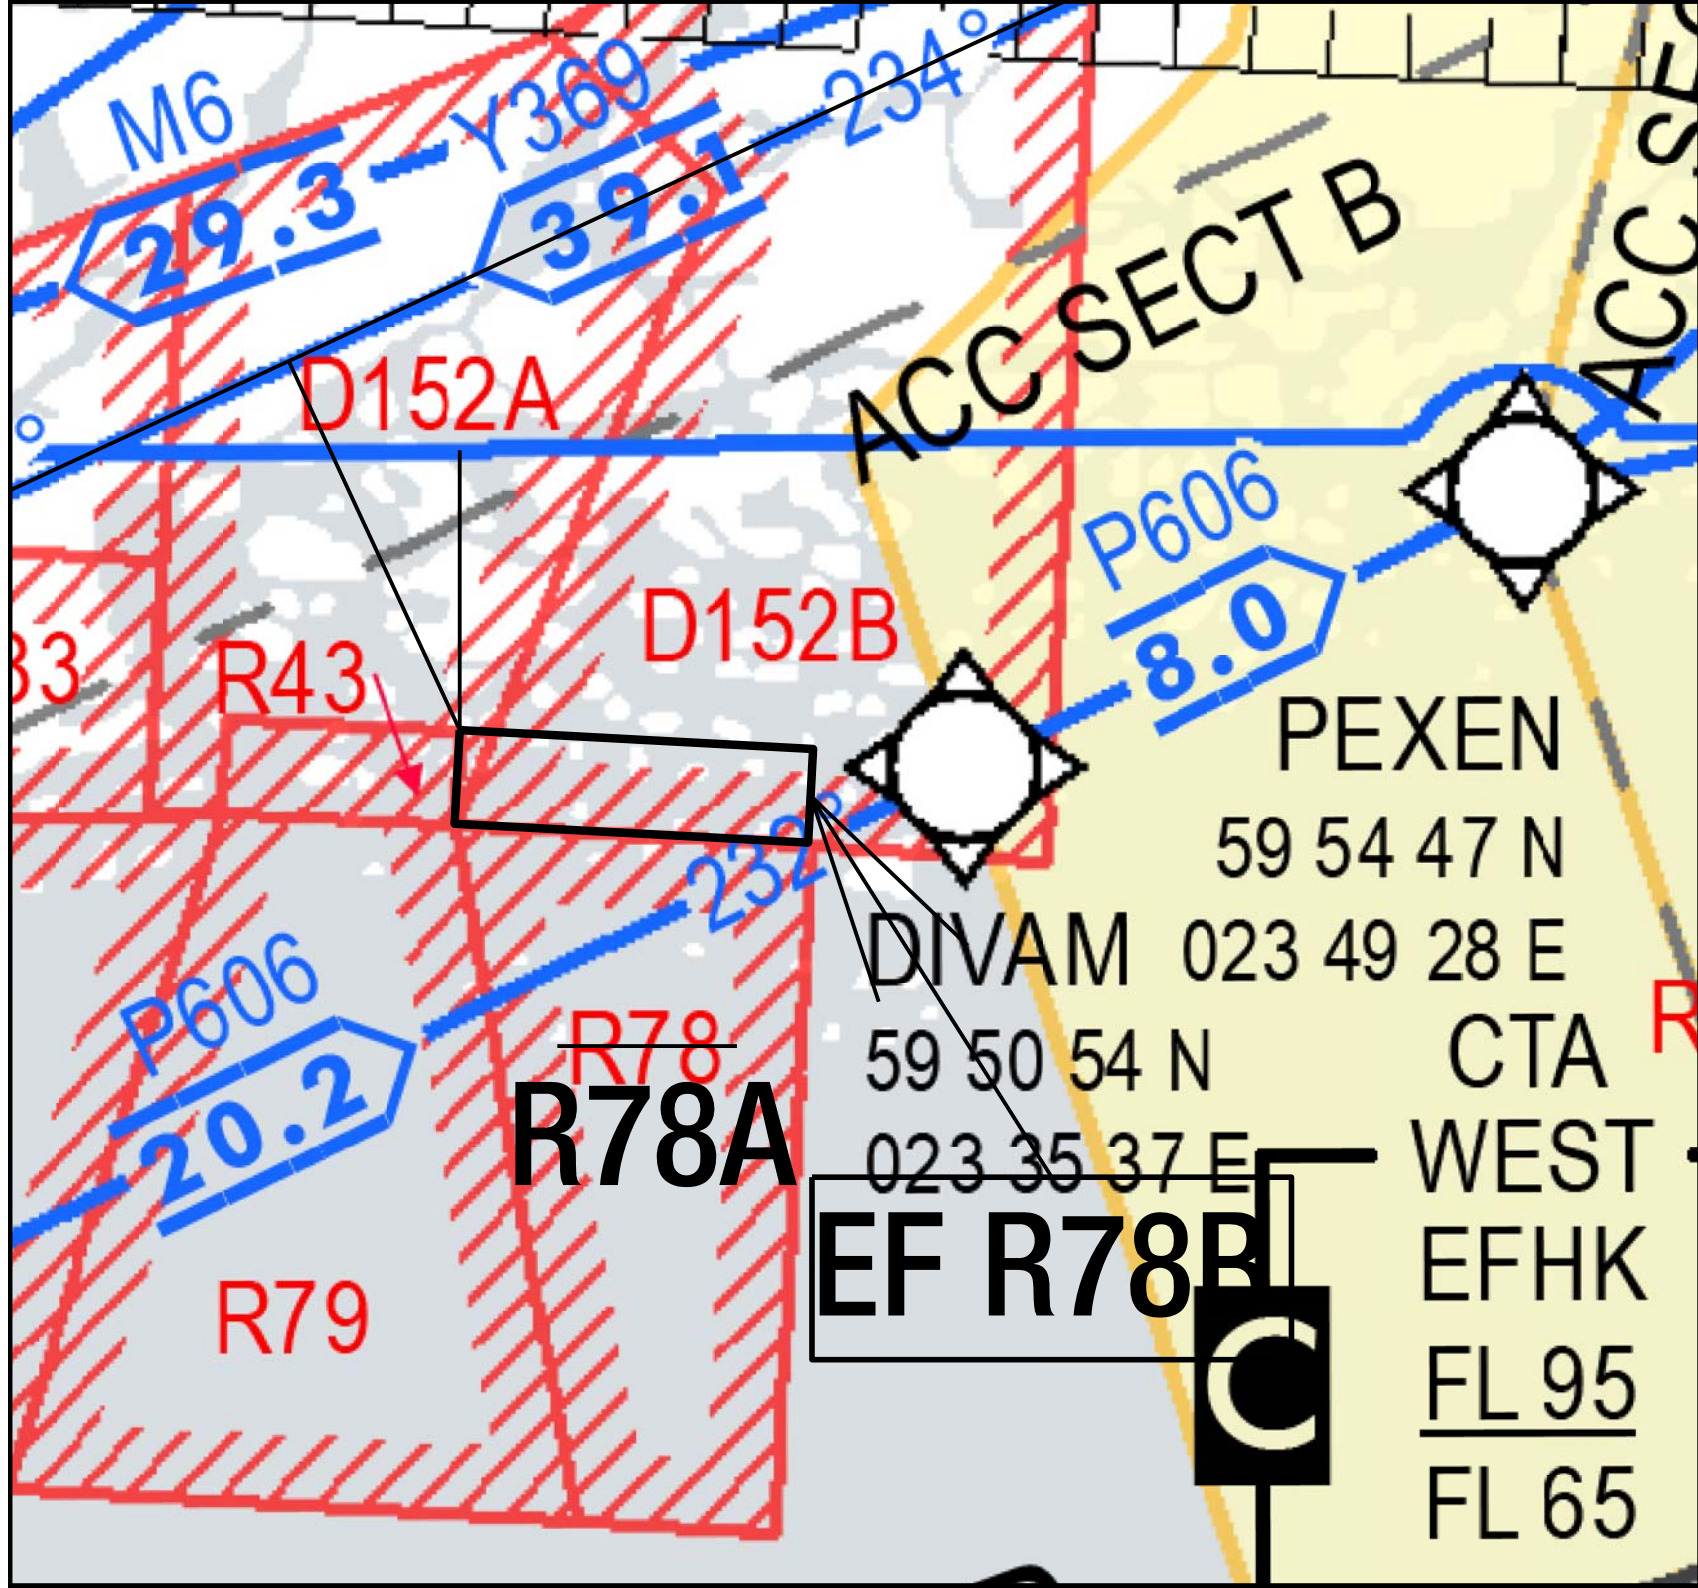 M6
29.3
Y369
39.1
234°
ACC SECT B
D152A
°
P606
8.0
D152B
33
R43
PEXEN
59 54 47 N
023 49 28 E
232°
DIVAM
59 50 54 N
023 35 37 E
P606
20.2
R78
R78A
EF R78B
R79
CTA
WEST
EFHK
FL 95
FL 65
C
R